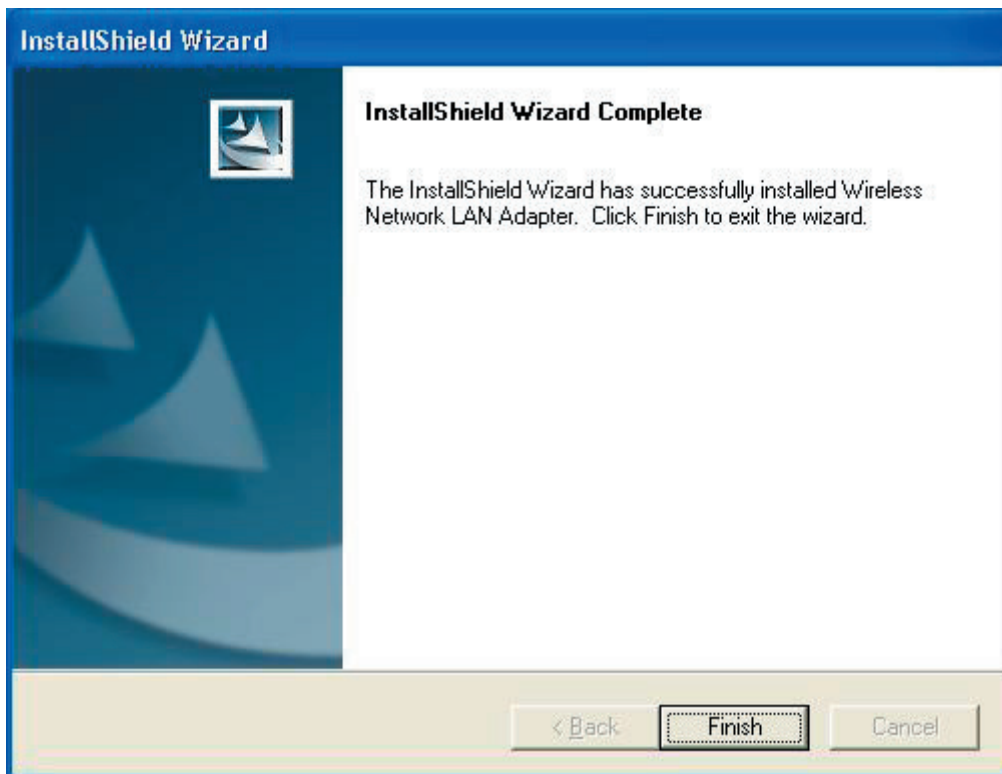 InstallShield Wizard
InstallShield Wizard Complete
The InstallShield Wizard has successfully installed Wireless
Network LAN Adapter.  Click Finish to exit the wizard.
< Back
Finish
Cancel